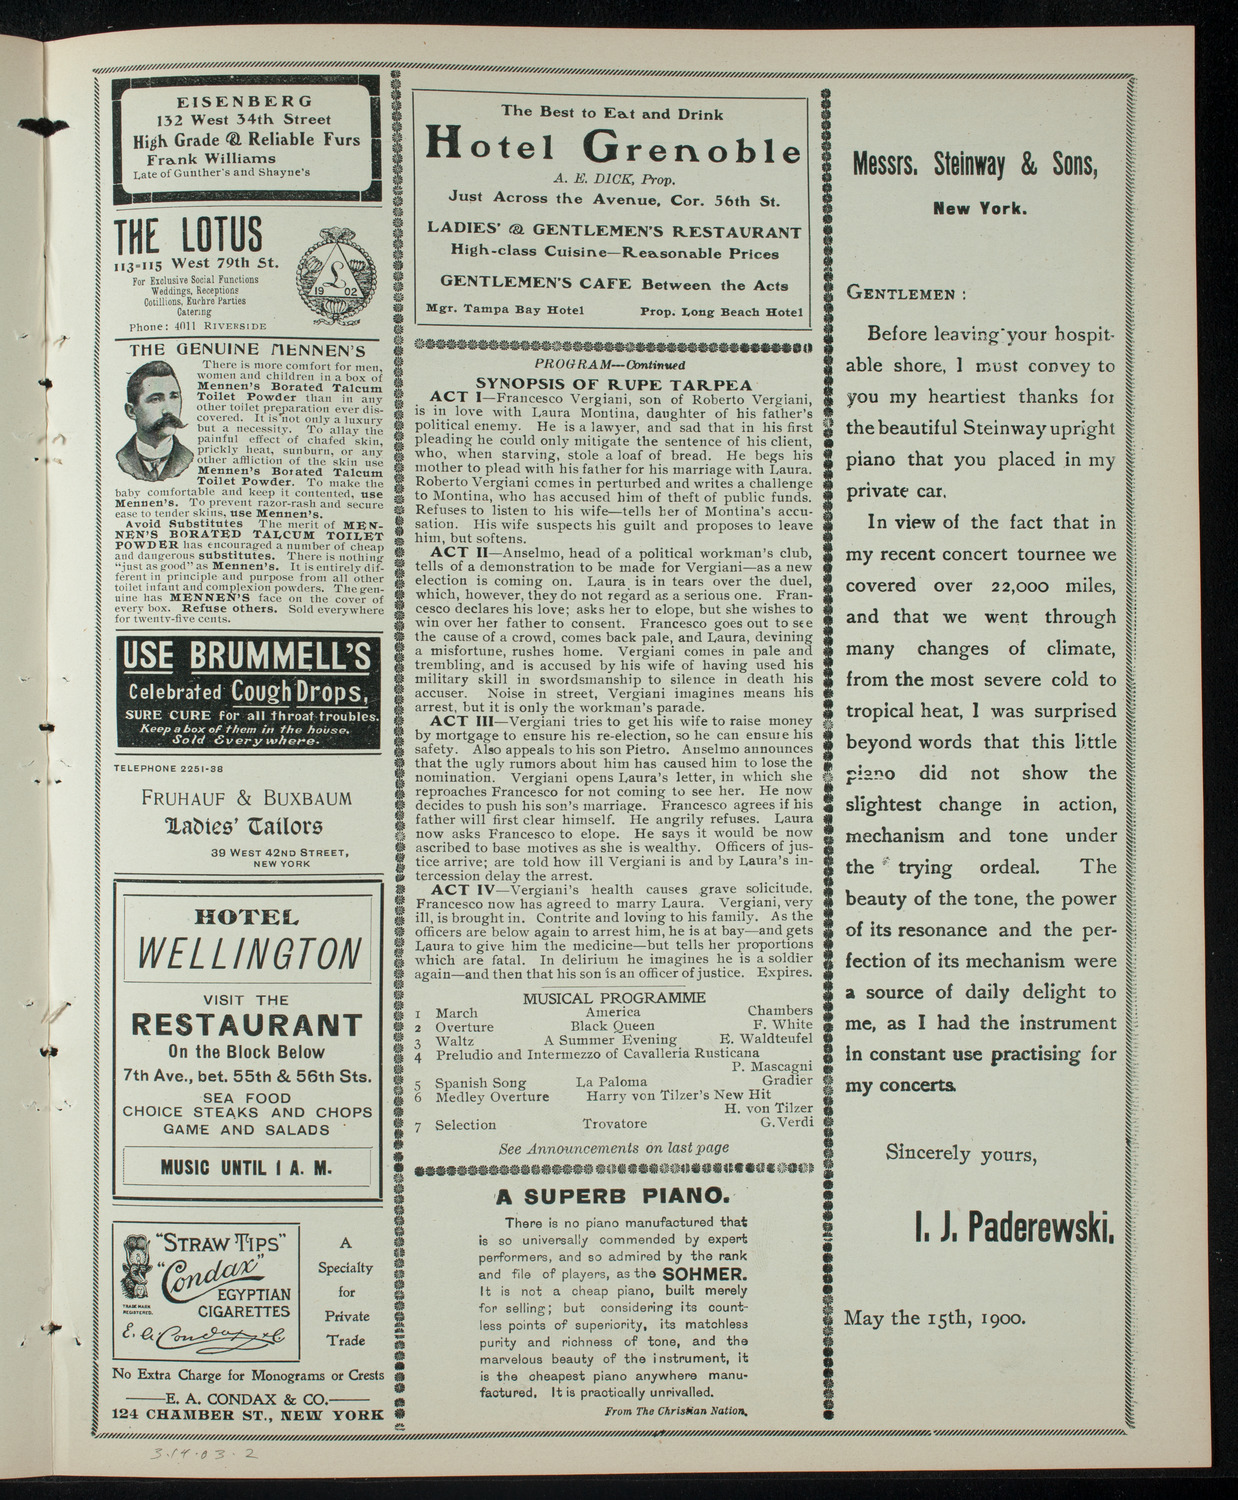 EISENBERG
132 West 34th Street
High Grade & Reliable Furs
Frank Williams
Late of Gunther's and Shayne's
THE LOTUS
113=115 West 79th St.
For Exclusive Social Functions
Weddings, Receptions
Cotillions, Euchre Parties
Catering
Phone: 4011 RIVERSIDE
L
19 02
THE GENUINE MENNEN'S
There is more comfort for men,
women and children in a box of
Mennen's Borated Talcum
Toilet Powder than in any
other toilet preparation ever dis-
covered. It is not only a luxury
but a necessity. To allay the
painful effect of chafed skin,
prickly heat, sunburn, or any
other affliction of the skin use
Mennen's Borated Talcum
Toilet Powder. To make the
baby comfortable and keep it contented, use
Mennen's. To prevent razor-rash and secure
ease to tender skins, use Mennen's.
Avoid Substitutes The merit of MEN-
NEN'S BORATED TALCUM TOILET
POWDER has encouraged a number of cheap
and dangerous substitutes. There is nothing
"just as good" as Mennen's. It is entirely dif-
ferent in principle and purpose from all other
toilet infant and complexion powders. The gen-
uine has MENNEN'S face on the cover of
every box. Refuse others. Sold everywhere
for twenty-five cents.
USE BRUMMELL'S
Celebrated Cough Drops,
SURE CURE for all throat troubles.
Keep a box of them in the house.
Sold Everywhere.
TELEPHONE 2251-38
FRUHAUF & BUXBAUM
Ladies' Tailors
39 WEST 42ND STREET,
NEW YORK
HOTEL
WELLINGTON
VISIT THE
RESTAURANT
On the Block Below
7th Ave., bet. 55th & 56th Sts.
SEA FOOD
CHOICE STEAKS AND CHOPS
GAME AND SALADS
MUSIC UNTIL 1 A. M.
"STRAW TIPS"
"Condax"
EGYPTIAN
CIGARETTES
TRADE MARK
REGISTERED.
E. A. Condax & Co
A
Specialty
for
Private
Trade
No Extra Charge for Monograms or Crests
E. A. CONDAX & CO.
124 CHAMBER ST., NEW YORK
The Best to Eat and Drink
Hotel Grenoble
A. E. DICK, Prop.
Just Across the Avenue, Cor. 56th St.
LADIES' & GENTLEMEN'S RESTAURANT
High-class Cuisine—Reasonable Prices
GENTLEMEN'S CAFE Between the Acts
Mgr. Tampa Bay Hotel Prop. Long Beach Hotel
PROGRAM—Continued
SYNOPSIS OF RUPE TARPEA
ACT I—Francesco Vergiani, son of Roberto Vergiani,
is in love with Laura Montina, daughter of his father's
political enemy. He is a lawyer, and sad that in his first
pleading he could only mitigate the sentence of his client,
who, when starving, stole a loaf of bread. He begs his
mother to plead with his father for his marriage with Laura.
Roberto Vergiani comes in perturbed and writes a challenge
to Montina, who has accused him of theft of public funds.
Refuses to listen to his wife—tells her of Montina's accu-
sation. His wife suspects his guilt and proposes to leave
him, but softens.
ACT II—Anselmo, head of a political workman's club,
tells of a demonstration to be made for Vergiani—as a new
election is coming on. Laura is in tears over the duel,
which, however, they do not regard as a serious one. Fran-
cesco declares his love; asks her to elope, but she wishes to
win over her father to consent. Francesco goes out to see
the cause of a crowd, comes back pale, and Laura, devining
a misfortune, rushes home. Vergiani comes in pale and
trembling, and is accused by his wife of having used his
military skill in swordsmanship to silence in death his
accuser. Noise in street, Vergiani imagines means his
arrest, but it is only the workman's parade.
ACT III—Vergiani tries to get his wife to raise money
by mortgage to ensure his re-election, so he can ensure his
safety. Also appeals to his son Pietro. Anselmo announces
that the ugly rumors about him has caused him to lose the
nomination. Vergiani opens Laura's letter, in which she
reproaches Francesco for not coming to see her. He now
decides to push his son's marriage. Francesco agrees if his
father will first clear himself. He angrily refuses. Laura
now asks Francesco to elope. He says it would be now
ascribed to base motives as she is wealthy. Officers of jus-
tice arrive; are told how ill Vergiani is and by Laura's in-
tercession delay the arrest.
ACT IV—Vergiani's health causes grave solicitude.
Francesco now has agreed to marry Laura. Vergiani, very
ill, is brought in. Contrite and loving to his family. As the
officers are below again to arrest him, he is at bay—and gets
Laura to give him the medicine—but tells her proportions
which are fatal. In delirium he imagines he is a soldier
again—and then that his son is an officer of justice. Expires.
MUSICAL PROGRAMME
1 March America Chambers
2 Overture Black Queen F. White
3 Waltz A Summer Evening E. Waldteufel
4 Preludio and Intermezzo of Cavalleria Rusticana
P. Mascagni
5 Spanish Song La Paloma Gradier
6 Medley Overture Harry von Tilzer's New Hit
H. von Tilzer
7 Selection Trovatore G. Verdi
See Announcements on last page
A SUPERB PIANO.
There is no piano manufactured that
is so universally commended by expert
performers, and so admired by the rank
and file of players, as the SOHMER.
It is not a cheap piano, built merely
for selling; but considering its count-
less points of superiority, its matchless
purity and richness of tone, and the
marvelous beauty of the instrument, it
is the cheapest piano anywhere manu-
factured. It is practically unrivalled.
From The Christian Nation.
Messrs. Steinway & Sons,
New York.
GENTLEMEN:
Before leaving your hospit-
able shore, I must convey to
you my heartiest thanks for
the beautiful Steinway upright
piano that you placed in my
private car.
In view of the fact that in
my recent concert tournee we
covered over 22,000 miles,
and that we went through
many changes of climate,
from the most severe cold to
tropical heat, I was surprised
beyond words that this little
piano did not show the
slightest change in action,
mechanism and tone under
the trying ordeal. The
beauty of the tone, the power
of its resonance and the per-
fection of its mechanism were
a source of daily delight to
me, as I had the instrument
in constant use practising for
my concerts.
Sincerely yours,
I. J. Paderewski.
May the 15th, 1900.
3.14.03.2